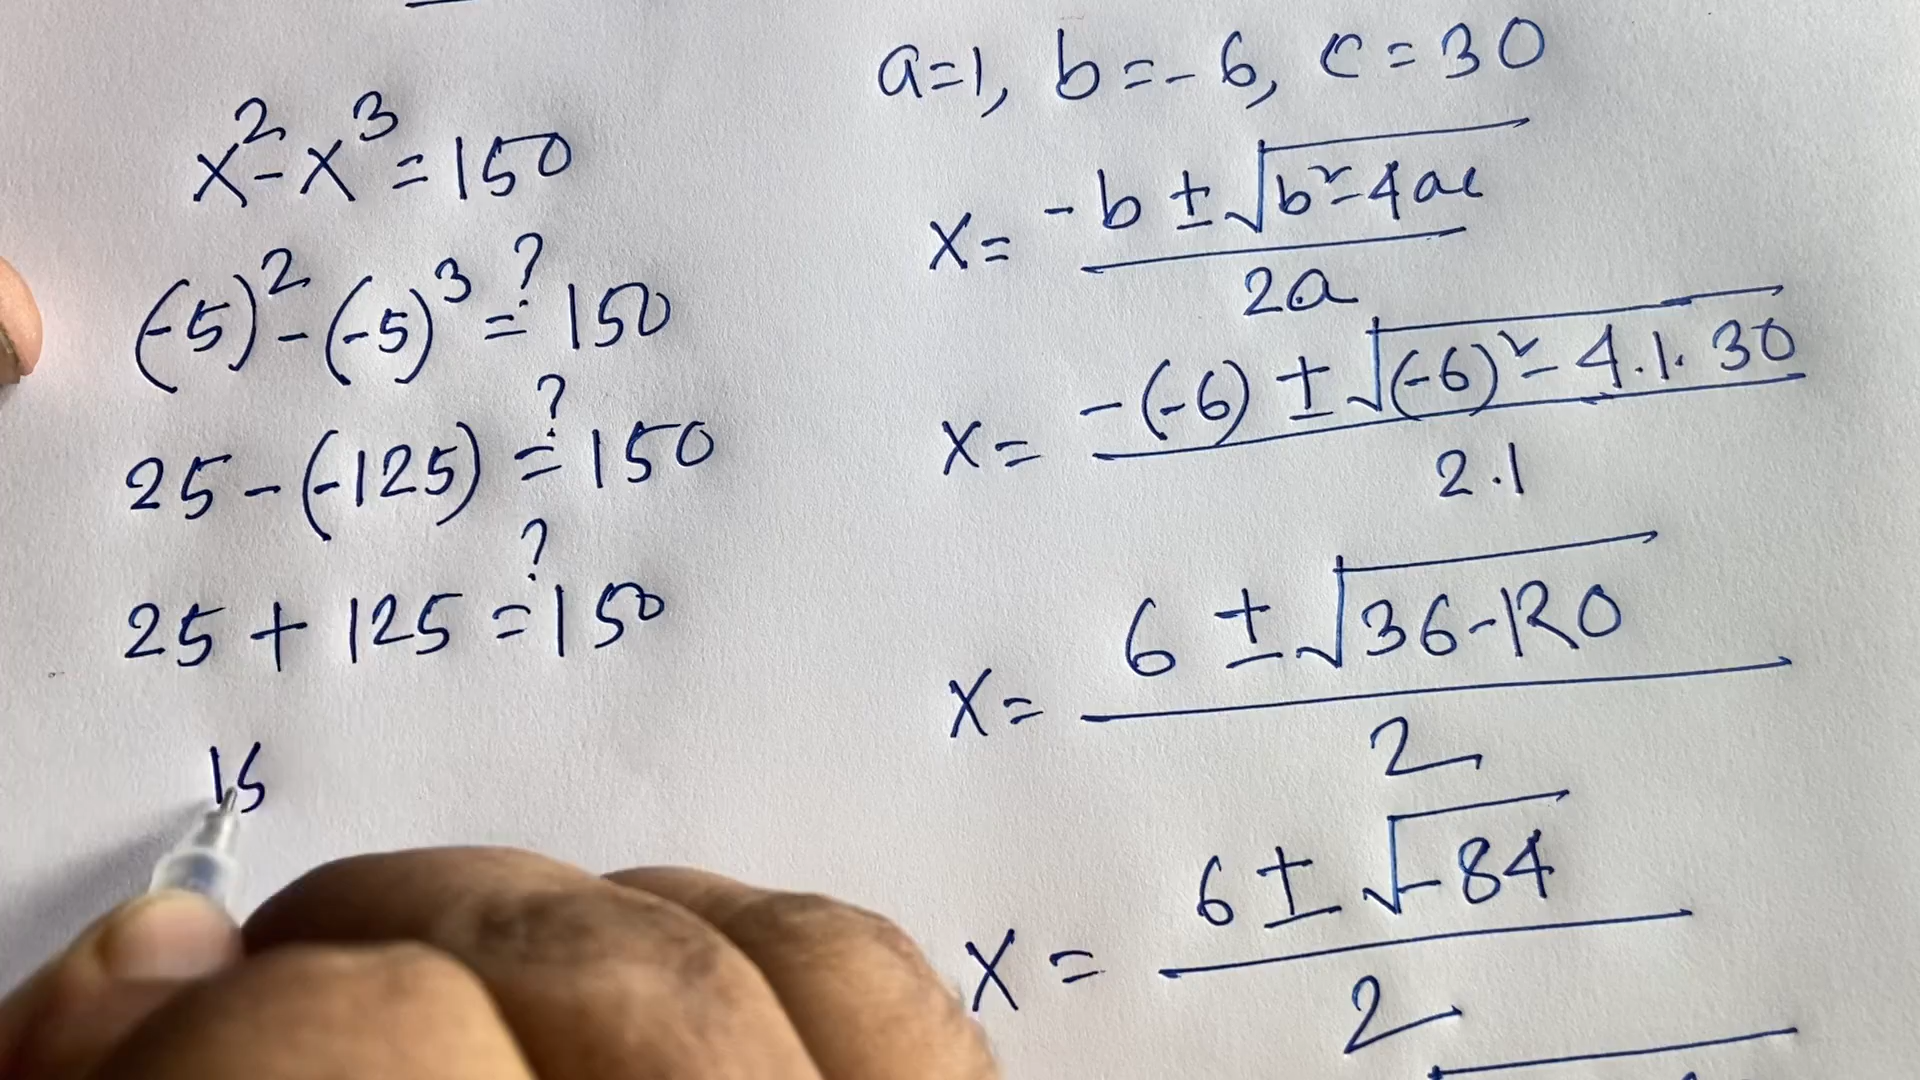 x² - x³ = 150
(-5)² - (-5)³ =? 150
25 - (-125) =? 150
25 + 125 =? 150
15
a=1, b=-6, c=30
x = (-b ± √(b²-4ac)) / 2a
x = (-(-6) ± √((-6)²-4.1.30)) / 2.1
x = (6 ± √(36-120)) / 2
x = (6 ± √-84) / 2